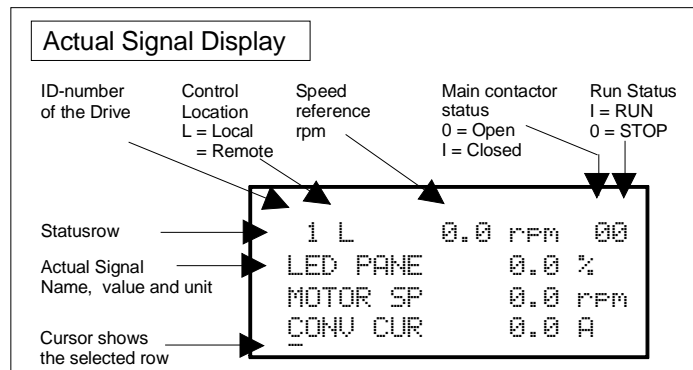 Actual Signal Display
ID-number
of the Drive
Control
Location
L = Local
= Remote
Speed
reference
rpm
Main contactor
status
0 = Open
I = Closed
Run Status
I = RUN
0 = STOP
Statusrow
1 L 0.0 rpm 00
Actual Signal
Name, value and unit
LED PANE 0.0 %
MOTOR SP 0.0 rpm
CONV CUR 0.0 A
Cursor shows
the selected row